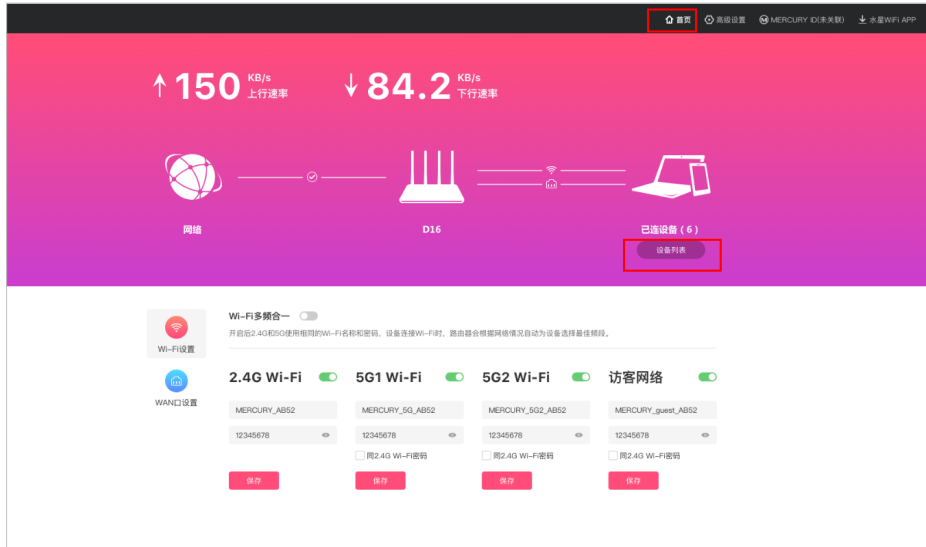 首页 高级设置 MERCURY ID(未关联) 水星WiFi APP
150 KB/s 上行速率
84.2 KB/s 下行速率
网络
D16
已连设备（6）
设备列表
Wi-Fi多频合一
开启后2.4G和5G使用相同的Wi-Fi名称和密码，设备连接Wi-Fi时，路由器会根据网络情况自动为设备选择最佳频段。
Wi-Fi设置
WAN口设置
2.4G Wi-Fi
MERCURY_AB52
12345678
保存
5G1 Wi-Fi
MERCURY_5G_AB52
12345678
同2.4G Wi-Fi密码
保存
5G2 Wi-Fi
MERCURY_5G2_AB52
12345678
同2.4G Wi-Fi密码
保存
访客网络
MERCURY_guest_AB52
12345678
同2.4G Wi-Fi密码
保存